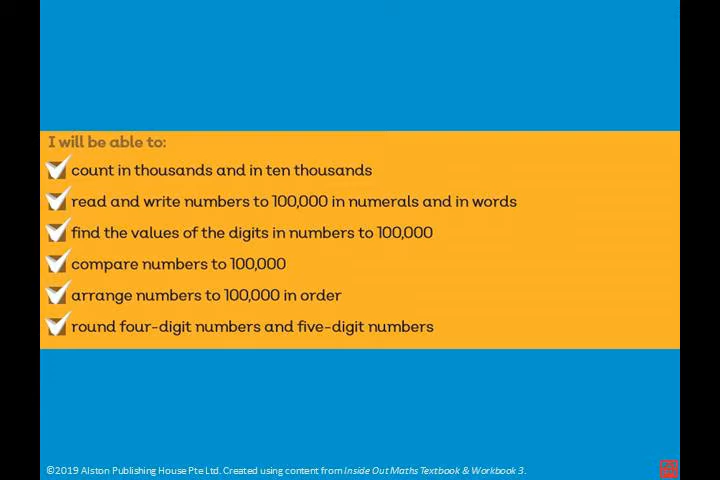 I will be able to:
count in thousands and in ten thousands
read and write numbers to 100,000 in numerals and in words
find the values of the digits in numbers to 100,000
compare numbers to 100,000
arrange numbers to 100,000 in order
round four-digit numbers and five-digit numbers
©2019 Alston Publishing House Pte Ltd. Created using content from Inside Out Maths Textbook & Workbook 3.